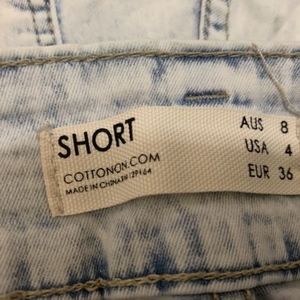 SHORT
COTTONON.COM
MADE IN CHINA
AUS 8
USA 4
EUR 36